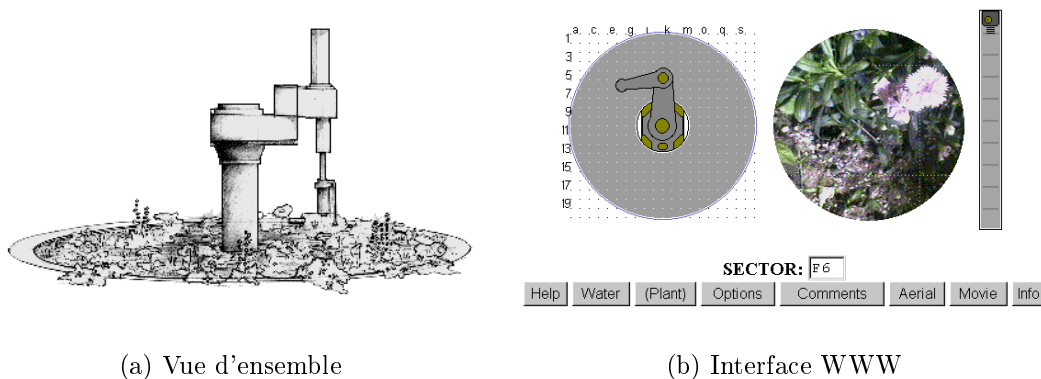 a. .c. .e. .g. .i. .k. .m .o. .q. .s.
1
3
5
7
9
11
13
15
17
19
SECTOR: F6
Help Water (Plant) Options Comments Aerial Movie Info
(a) Vue d'ensemble
(b) Interface WWW